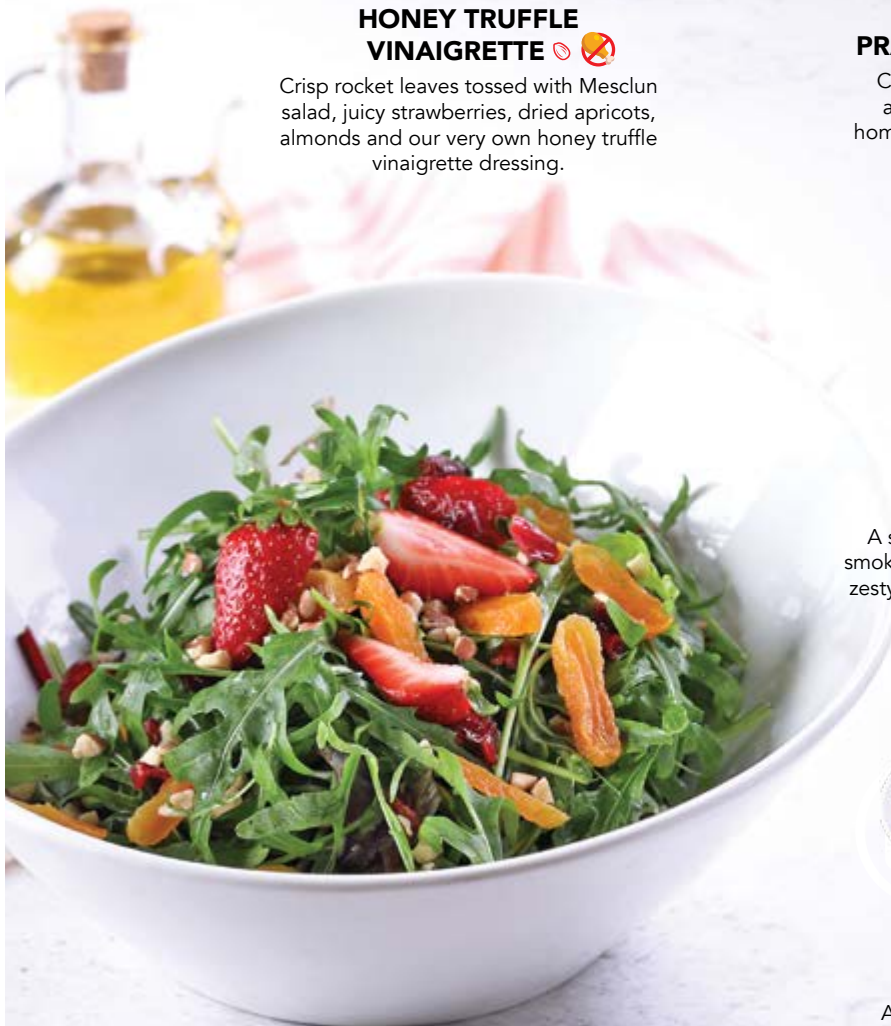 HONEY TRUFFLE
VINAIGRETTE
Crisp rocket leaves tossed with Mesclun
salad, juicy strawberries, dried apricots,
almonds and our very own honey truffle
vinaigrette dressing.
A
zesty
A